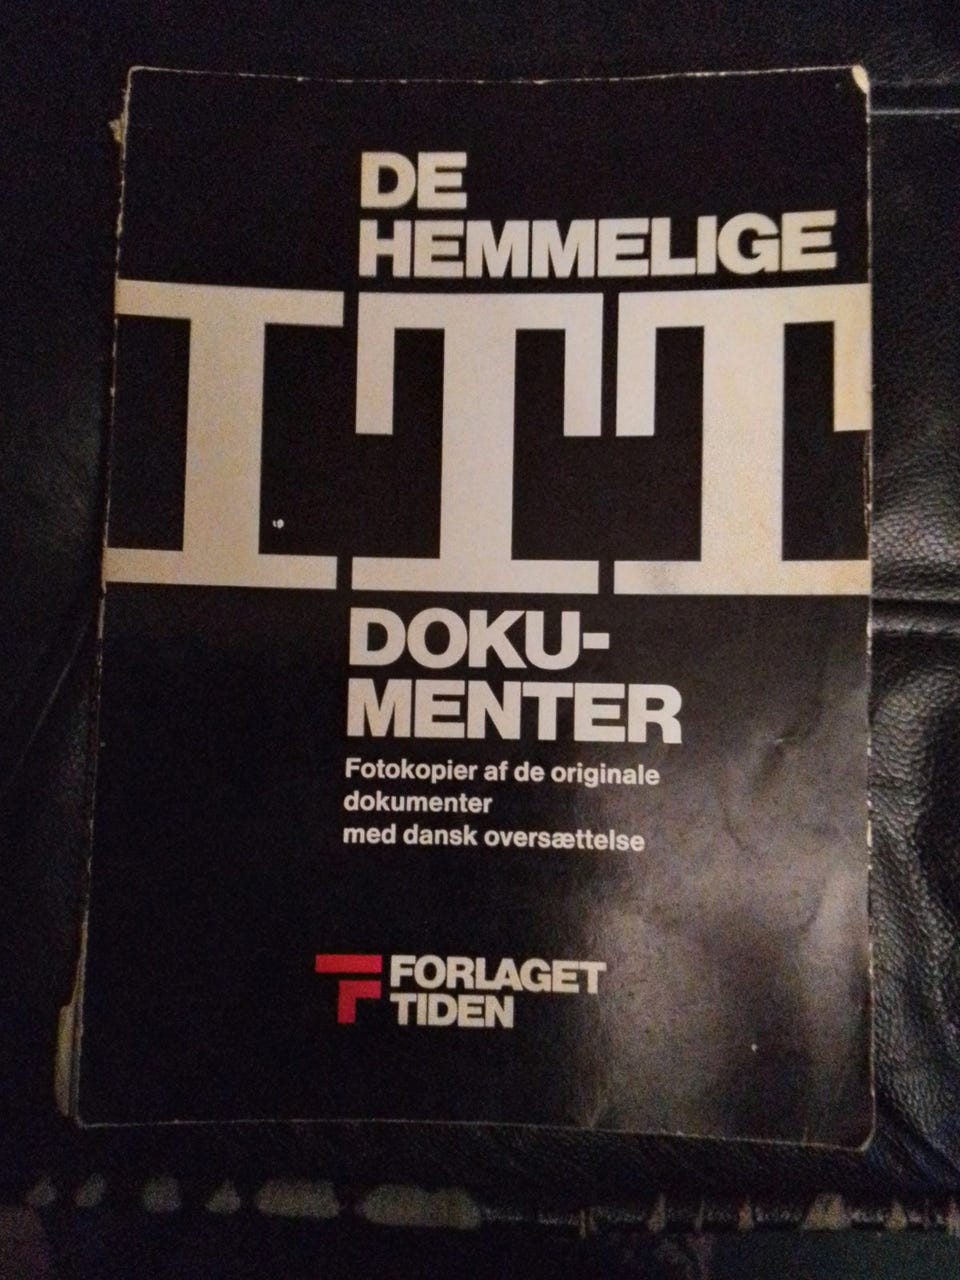 DE
HEMMELIGE
ITT
DOKU-
MENTER
Fotokopier af de originale
dokumenter
med dansk oversættelse
FORLAGET
TIDEN